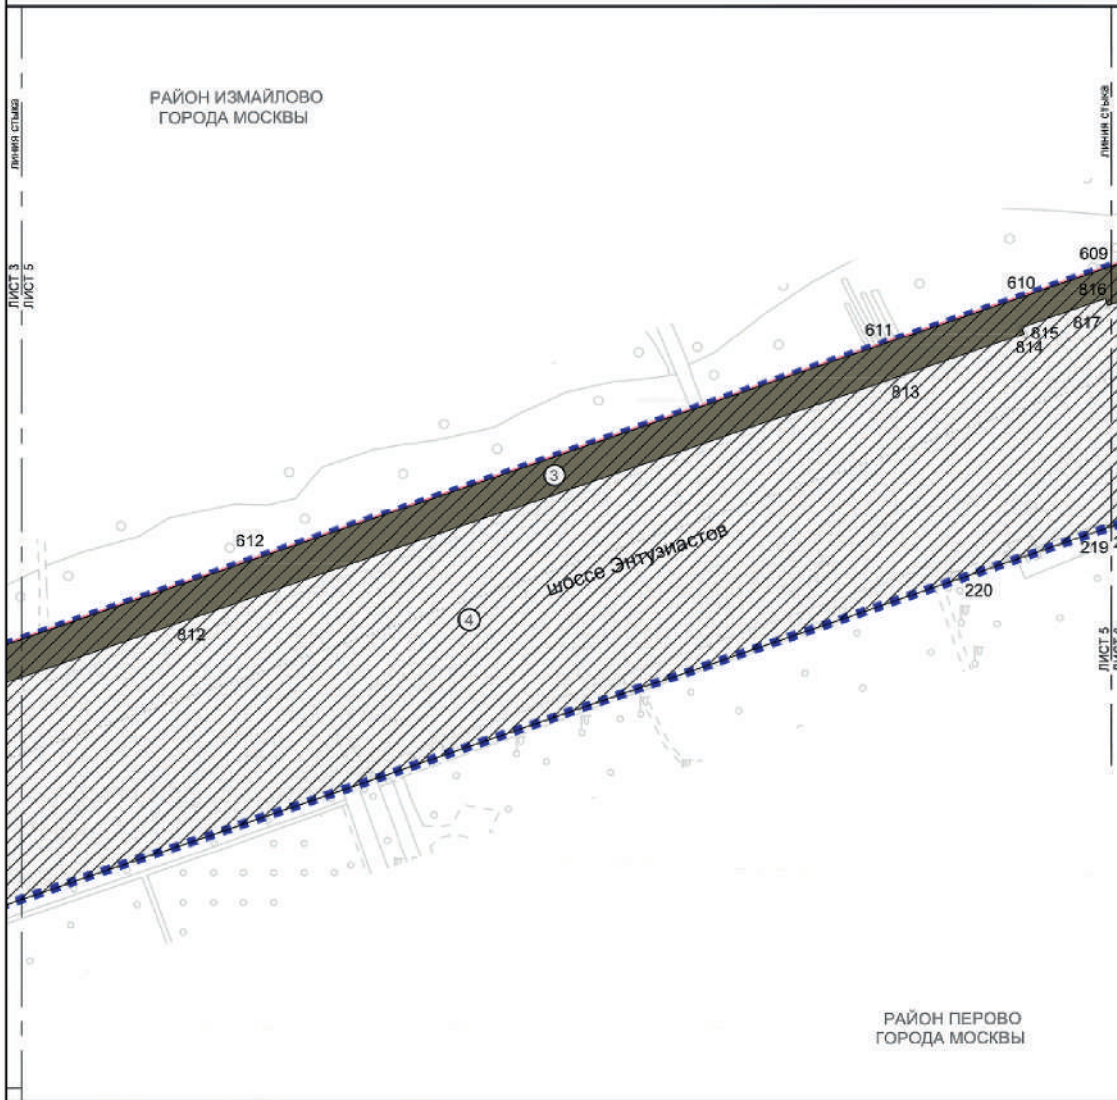 РАЙОН ИЗМАЙЛОВО
ГОРОДА МОСКВЫ
линия стыка
линия стыка
ЛИСТ 3
ЛИСТ 5
609
610
816
611
817
815
814
813
3
612
шоссе Энтузиастов
219
220
4
812
ЛИСТ 5
РАЙОН ПЕРОВО
ГОРОДА МОСКВЫ